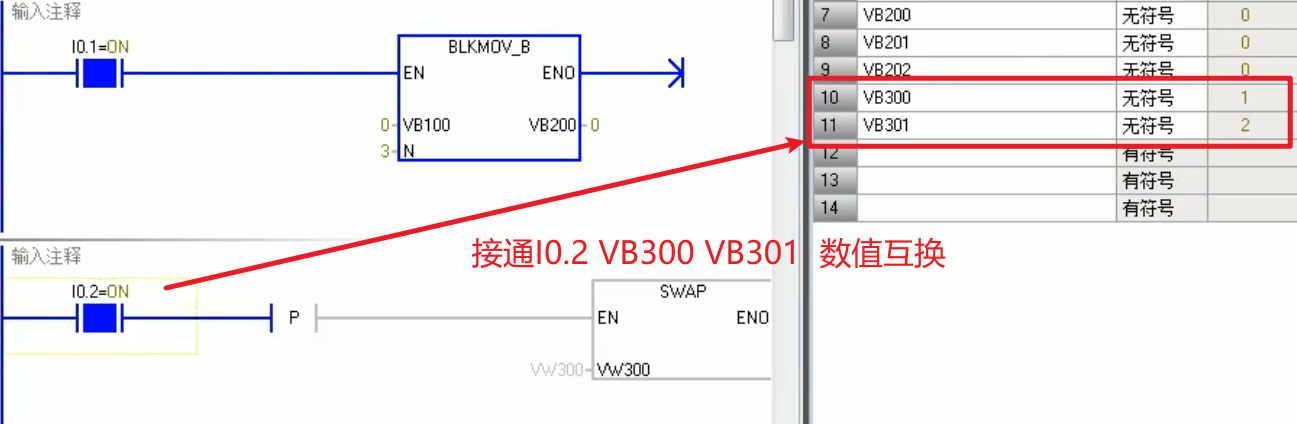 输入注释
I0.1=ON
BLKMOV_B
EN ENO
0 VB100 VB200 0
3 N
输入注释
I0.2=ON
P
SWAP
EN ENO
VW300 VW300
接通I0.2 VB300 VB301 数值互换
7 VB200 无符号 0
8 VB201 无符号 0
9 VB202 无符号 0
10 VB300 无符号 1
11 VB301 无符号 2
12 有符号
13 有符号
14 有符号